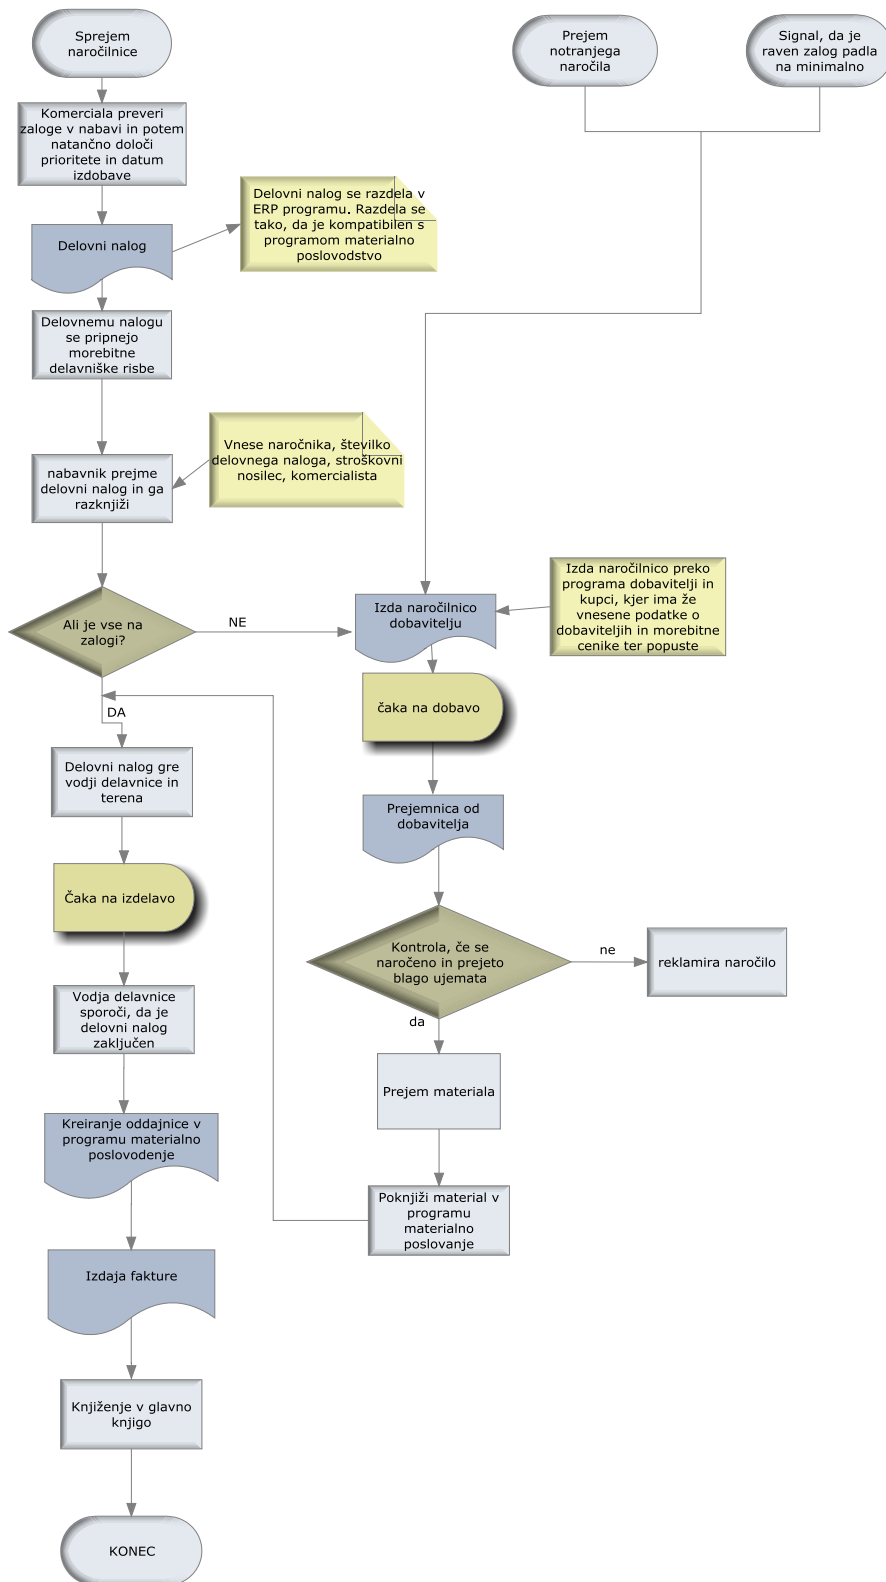 Sprejem
naročilnice
Prejem
notranjega
naročila
Signal, da je
raven zalog padla
na minimalno
Komerciala preveri
zaloge v nabavi in potem
natančno določi
prioritete in datum
izdobave
Delovni nalog se razdela v
ERP programu. Razdela se
tako, da je kompatibilen s
programom materialno
poslovodstvo
Delovni nalog
Delovnemu nalogu
se pripnejo
morebitne
delavniške risbe
Vnese naročnika, številko
delovnega naloga, stroškovni
nosilec, komercialista
nabavnik prejme
delovni nalog in ga
razknjiži
Izda naročilnico preko
programa dobavitelji in
kupci, kjer ima že
vnesene podatke o
dobaviteljih in morebitne
cenike ter popuste
Ali je vse na
zalogi?
NE
Izda naročilnico
dobavitelju
DA
čaka na dobavo
Delovni nalog gre
vodji delavnice in
terena
Prejemnica od
dobavitelja
Čaka na izdelavo
Kontrola, če se
naročeno in prejeto
blago ujemata
ne
reklamira naročilo
da
Vodja delavnice
sporoči, da je
delovni nalog
zaključen
Prejem materiala
Kreiranje oddajnice v
programu materialno
poslovodenje
Poknjiži material v
programu
materialno
poslovanje
Izdaja fakture
Knjiženje v glavno
knjigo
KONEC